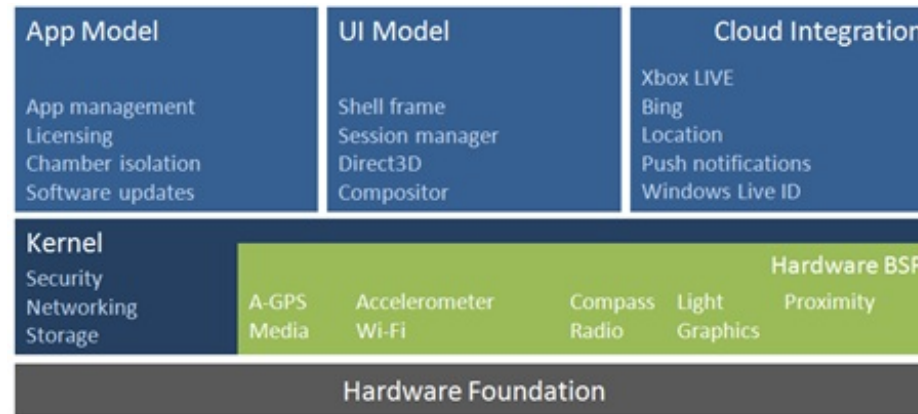 App Model
App management
Licensing
Chamber isolation
Software updates
UI Model
Shell frame
Session manager
Direct3D
Compositor
Cloud Integration
Xbox LIVE
Bing
Location
Push notifications
Windows Live ID
Kernel
Security
Networking
Storage
Hardware BSP
A-GPS Accelerometer Compass Light Proximity
Media Wi-Fi Radio Graphics
Hardware Foundation